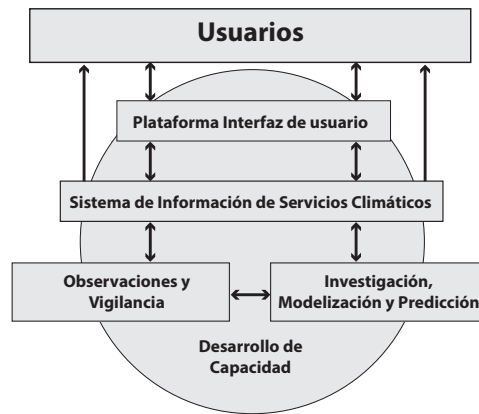 Usuarios
Plataforma Interfaz de usuario
Sistema de Información de Servicios Climáticos
Observaciones y
Vigilancia
Investigación,
Modelización y Predicción
Desarrollo de
Capacidad